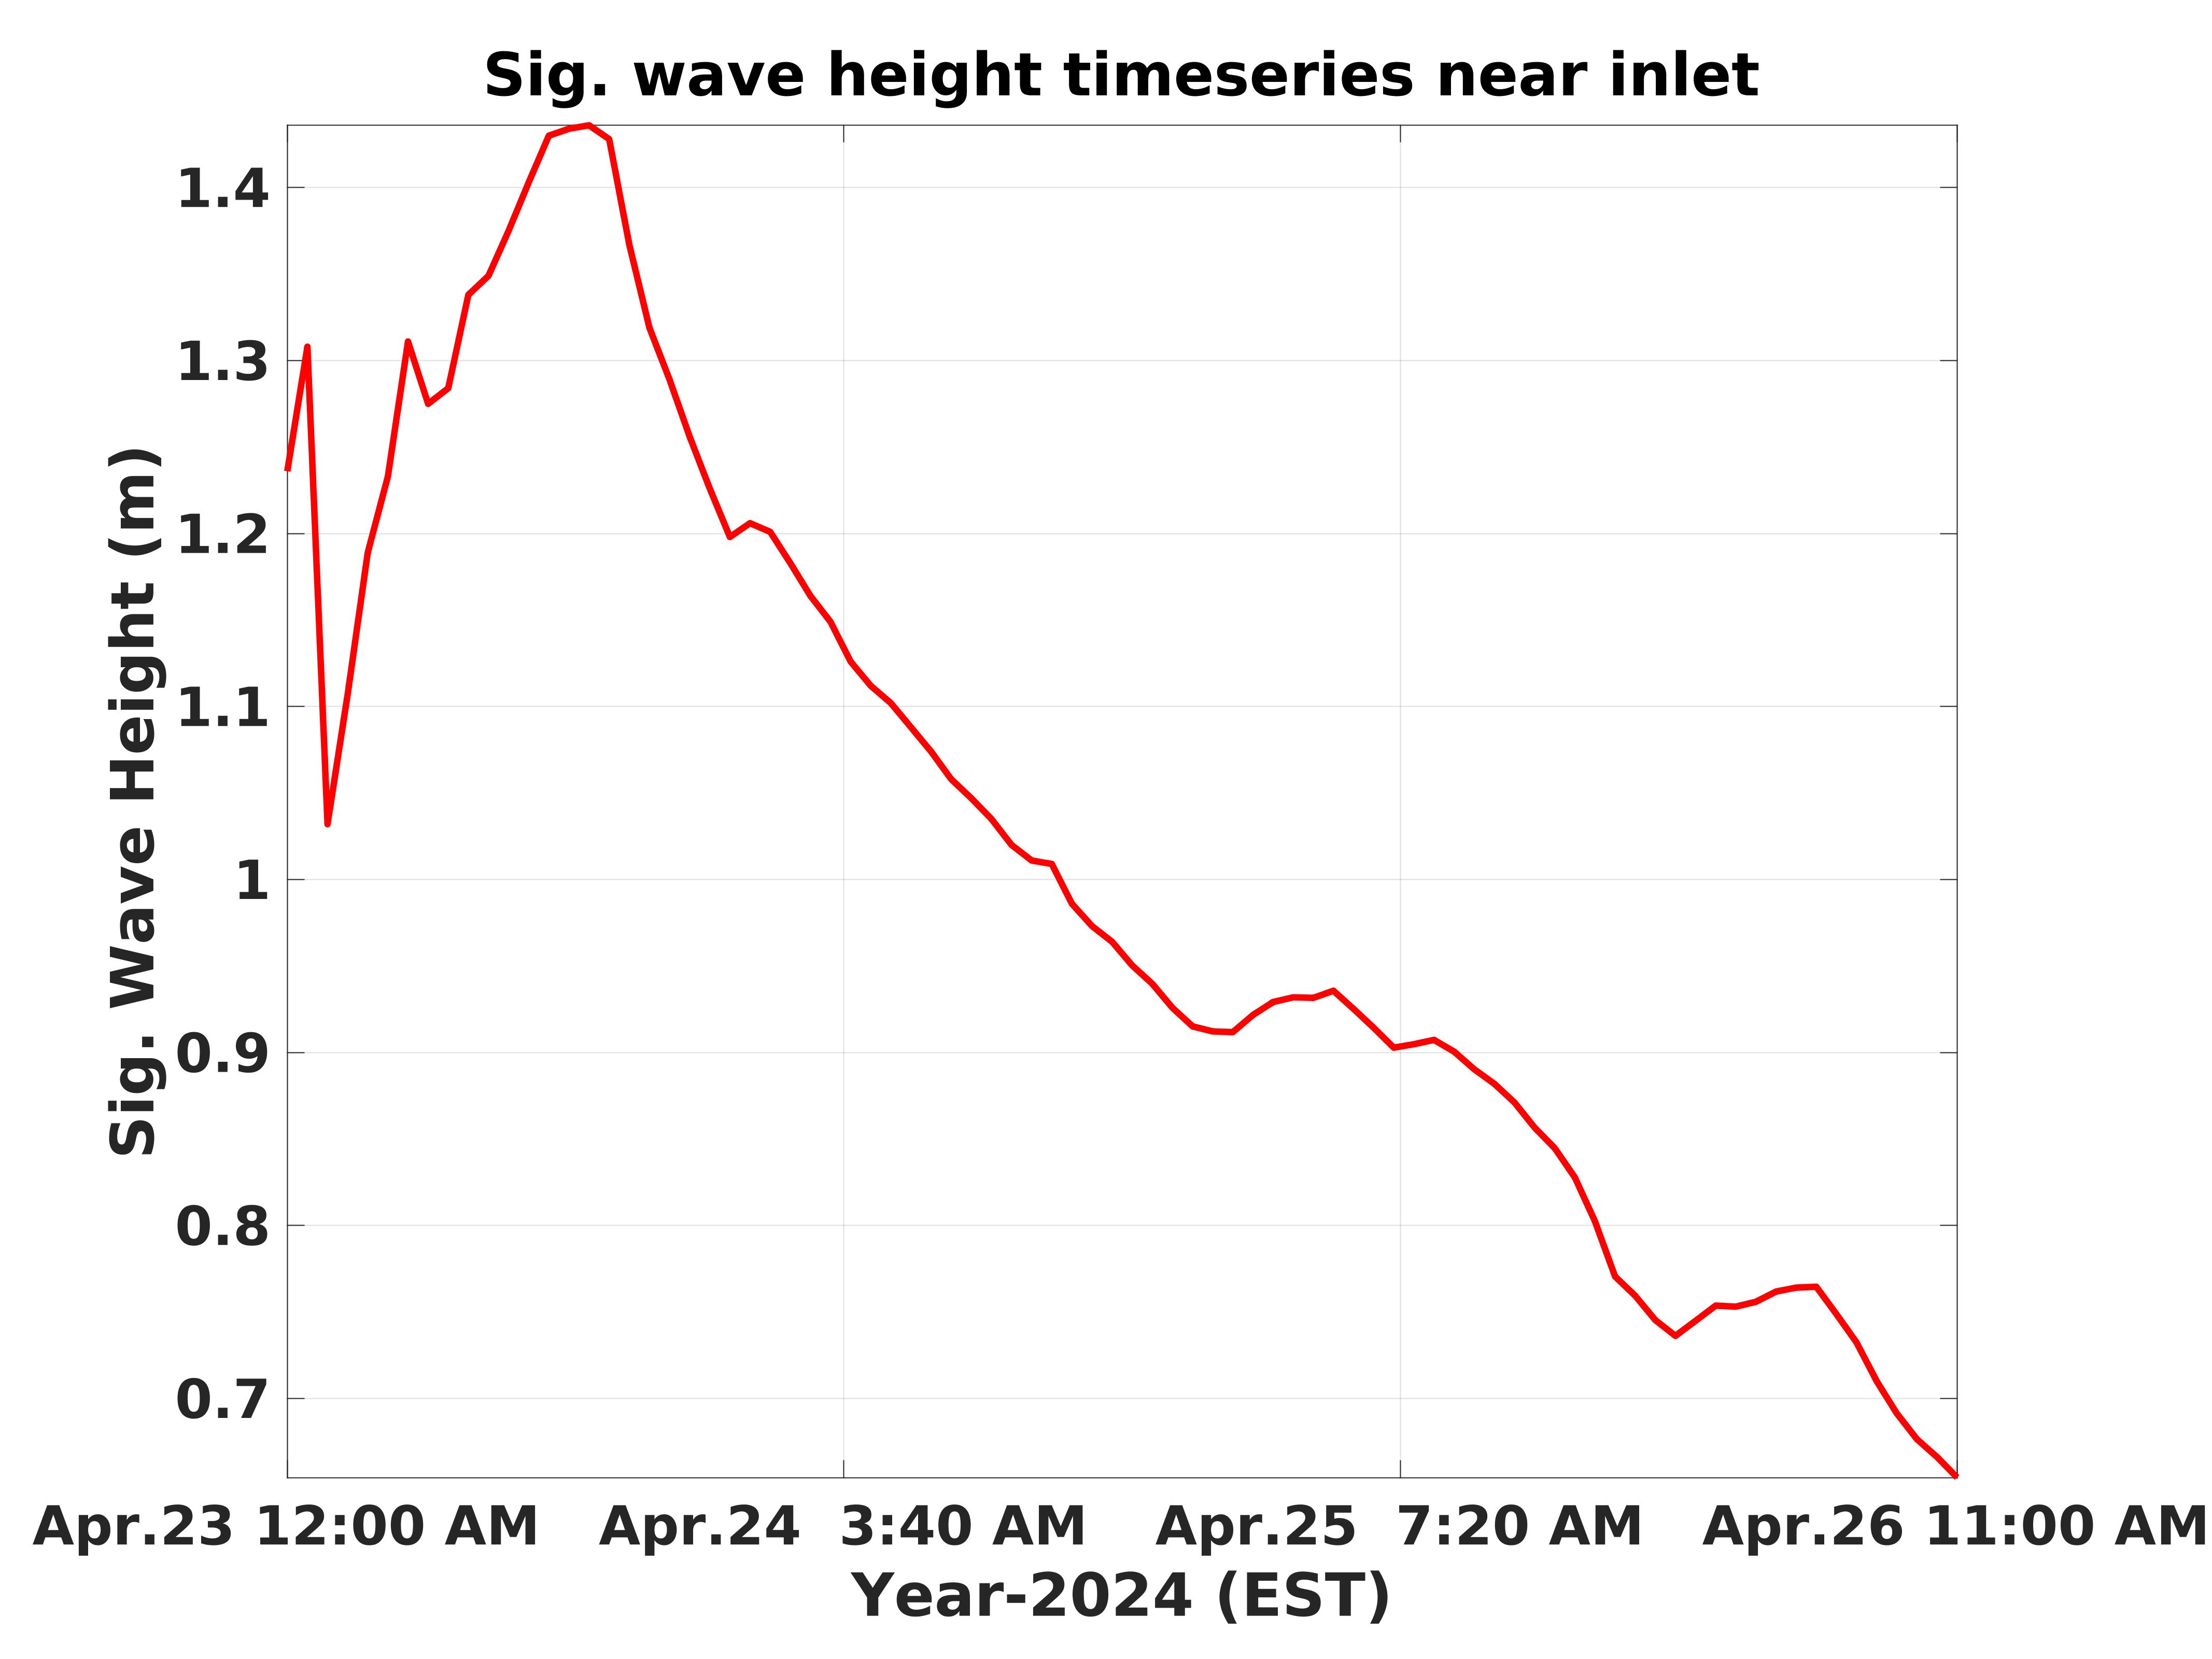 Sig. wave height timeseries near inlet
Sig. Wave Height (m)
1.4
1.3
1.2
1.1
1
0.9
0.8
0.7
Apr.23 12:00 AM Apr.24 3:40 AM Apr.25 7:20 AM Apr.26 11:00 AM
Year-2024 (EST)